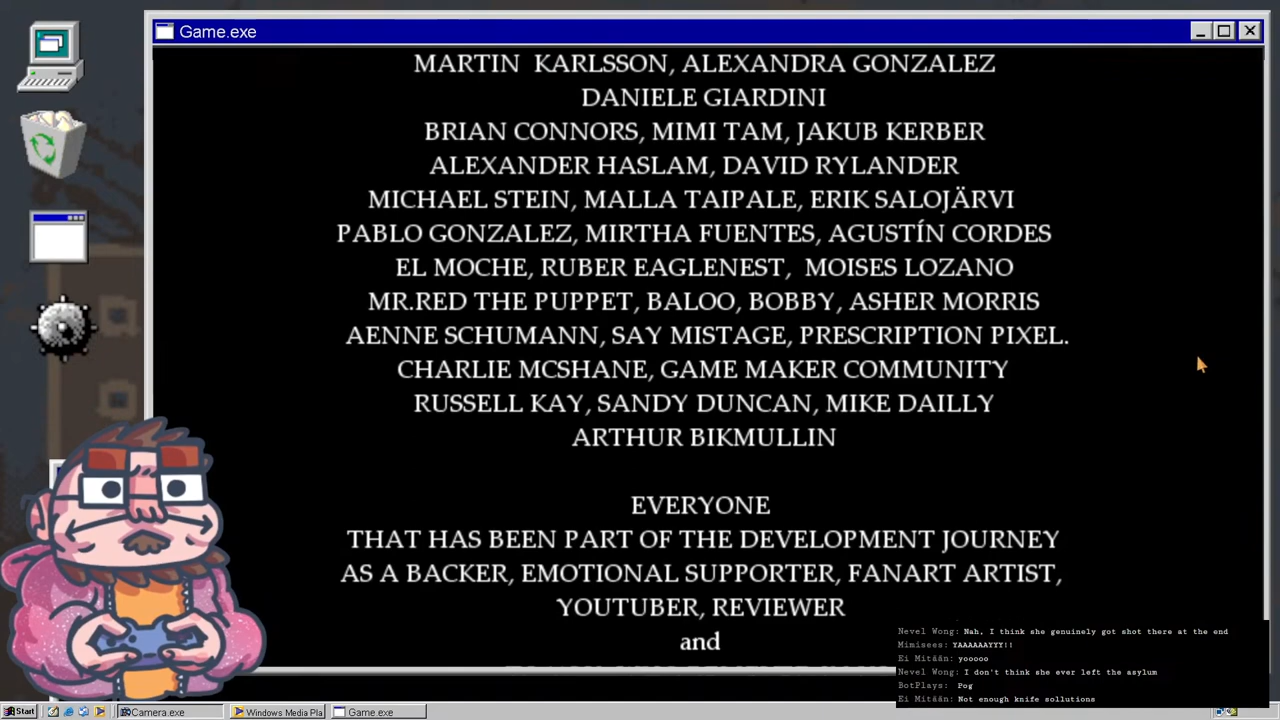 Game.exe
MARTIN KARLSSON, ALEXANDRA GONZALEZ
DANIELE GIARDINI
BRIAN CONNORS, MIMI TAM, JAKUB KERBER
ALEXANDER HASLAM, DAVID RYLANDER
MICHAEL STEIN, MALLA TAIPALE, ERIK SALOJÄRVI
PABLO GONZALEZ, MIRTHA FUENTES, AGUSTÍN CORDES
EL MOCHE, RUBER EAGLENEST, MOISES LOZANO
MR.RED THE PUPPET, BALOO, BOBBY, ASHER MORRIS
AENNE SCHUMANN, SAY MISTAGE, PRESCRIPTION PIXEL.
CHARLIE MCSHANE, GAME MAKER COMMUNITY
RUSSELL KAY, SANDY DUNCAN, MIKE DAILLY
ARTHUR BIKMULLIN
EVERYONE
THAT HAS BEEN PART OF THE DEVELOPMENT JOURNEY
AS A BACKER, EMOTIONAL SUPPORTER, FANART ARTIST,
YOUTUBER, REVIEWER
and
Nevel Wong: Nah, I think she genuinely got shot there at the end
Mimisees: YAAAAAAYYY!!
Ei Mitään: yoooo
Nevel Wong: I don't think she ever left the asylum
BotPlays: Pog
Ei Mitään: Not enough knife sollutions
Start
Camera.exe
Windows Media Pla
Game.exe